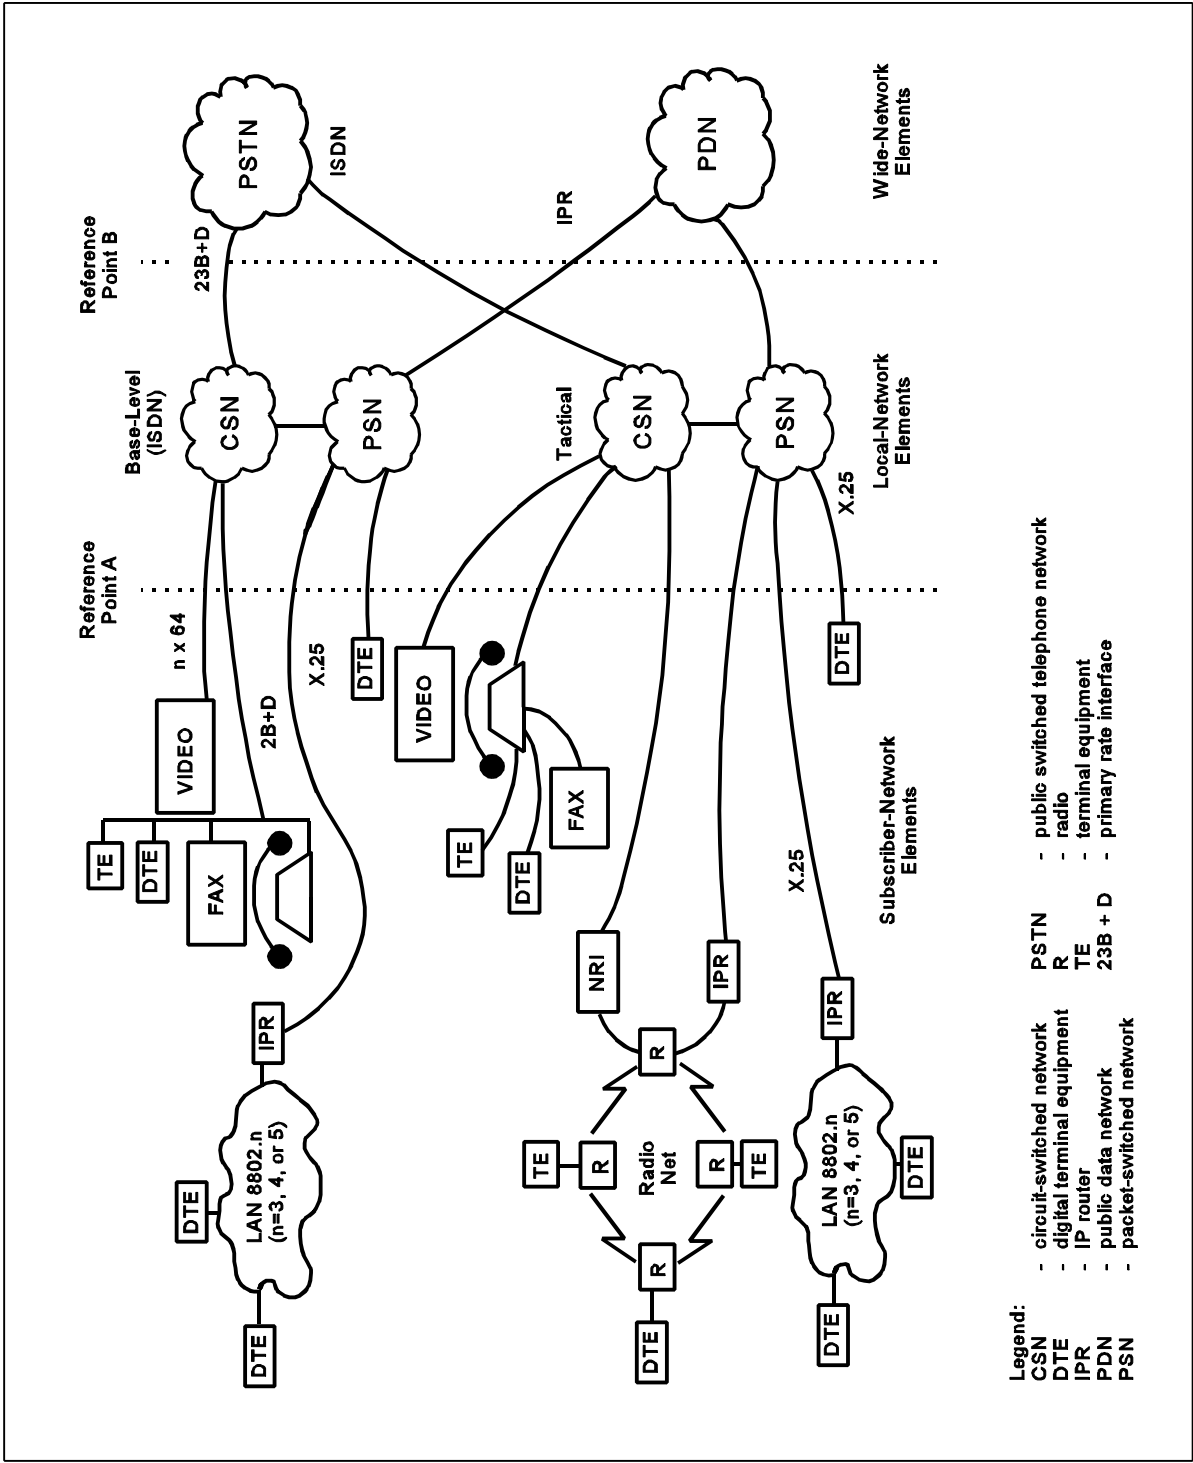 Reference
Point A
Reference
Point B
Base-Level
(ISDN)
TE
DTE
VIDEO
n x 64
23B+D
FAX
CSN
PSTN
2B+D
ISDN
DTE
LAN 8802.n
(n=3, 4, or 5)
DTE
IPR
X.25
DTE
PSN
VIDEO
TE
DTE
FAX
Tactical
IPR
TE
R
NRI
CSN
DTE
R
Radio
Net
R
R
TE
IPR
PDN
X.25
PSN
DTE
LAN 8802.n
(n=3, 4, or 5)
IPR
DTE
X.25
DTE
Subscriber-Network
Elements
Local-Network
Elements
Wide-Network
Elements
Legend:
CSN - circuit-switched network
DTE - digital terminal equipment
IPR - IP router
PDN - public data network
PSN - packet-switched network
PSTN - public switched telephone network
R - radio
TE - terminal equipment
23B + D - primary rate interface